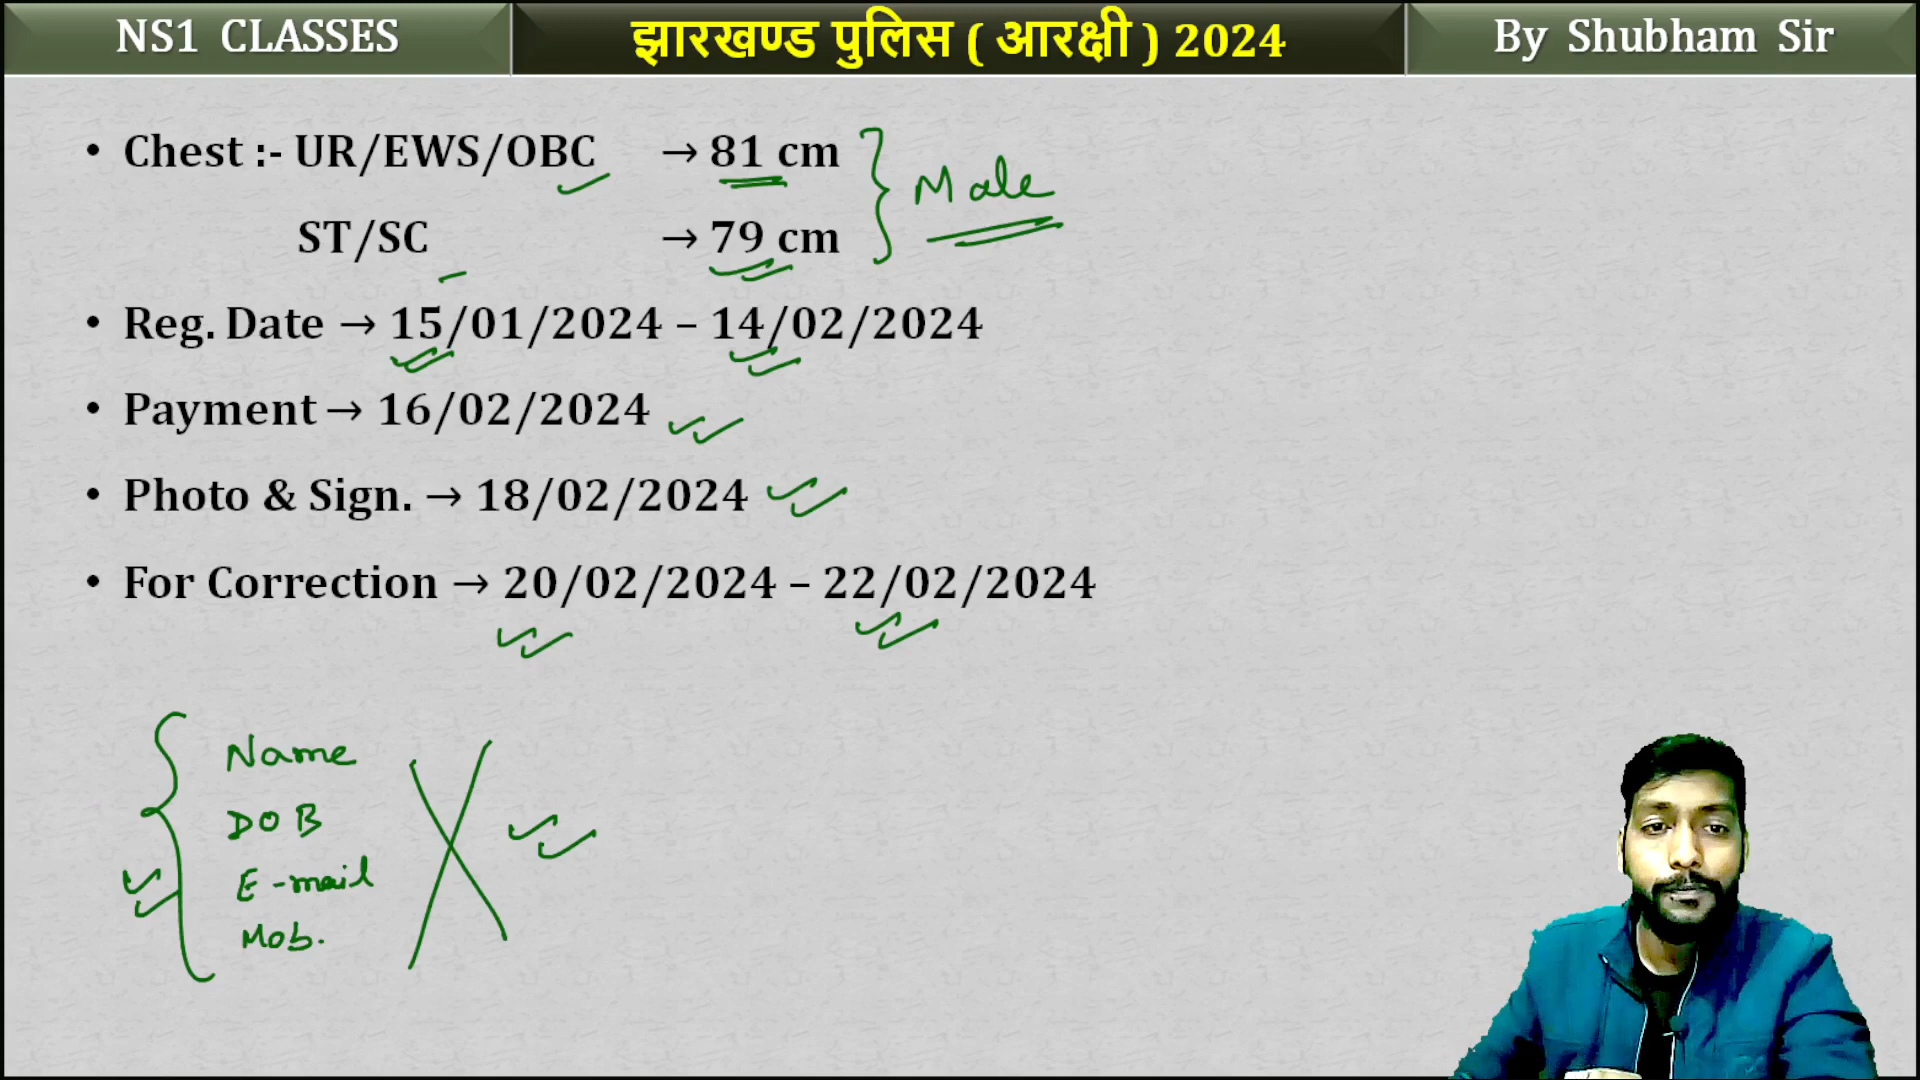 NS1 CLASSES
झारखण्ड पुलिस ( आरक्षी ) 2024
By Shubham Sir
• Chest :- UR/EWS/OBC → 81 cm
ST/SC → 79 cm
Male
• Reg. Date → 15/01/2024 – 14/02/2024
• Payment → 16/02/2024
• Photo & Sign. → 18/02/2024
• For Correction → 20/02/2024 – 22/02/2024
Name
DOB
E-mail
Mob.